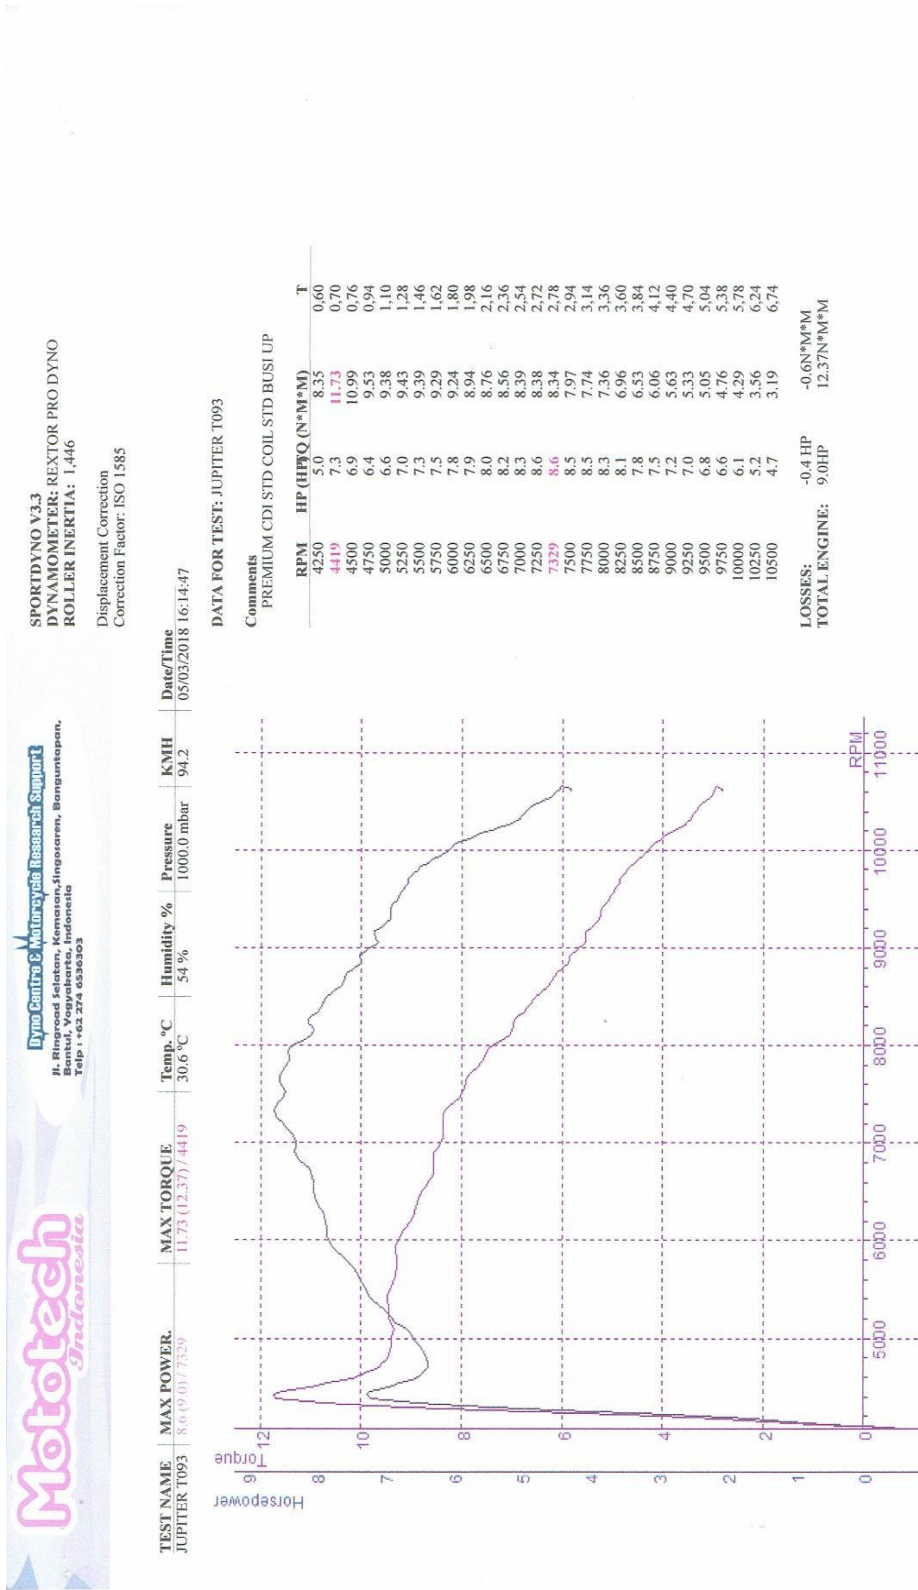 Mototech
Indonesia
Dyno Centre & Motorcycle Research Support
Jl. Ringroad Selatan, Kemasan,Singosaren, Banguntapan,
Bantul, Yogyakarta, Indonesia
Telp : +62 274 6536303
SPORTDYNO V3.3
DYNAMOMETER: REXTOR PRO DYNO
ROLLER INERTIA: 1,446
Displacement Correction
Correction Factor: ISO 1585
TEST NAME MAX POWER. MAX TORQUE Temp. ºC Humidity % Pressure KMH Date/Time
JUPITER T093 8.6 (9.0) / 7329 11.73 (12.37) / 4419 30.6 ºC 54 % 1000.0 mbar 94.2 05/03/2018 16:14:47
Horsepower
Torque
9
8
7
6
5
4
3
2
1
0
12
10
8
6
4
2
0
5000 6000 7000 8000 9000 10000 11000
RPM
DATA FOR TEST: JUPITER T093
Comments
PREMIUM CDI STD COIL STD BUSI UP
RPM HP (HP) TQ (N*M*M) T
4250 5.0 8.35 0,60
4419 7.3 11.73 0,70
4500 6.9 10.99 0,76
4750 6.4 9.53 0,94
5000 6.6 9.38 1,10
5250 7.0 9.43 1,28
5500 7.3 9.39 1,46
5750 7.5 9.29 1,62
6000 7.8 9.24 1,80
6250 7.9 8.94 1,98
6500 8.0 8.76 2,16
6750 8.2 8.56 2,36
7000 8.3 8.39 2,54
7250 8.6 8.38 2,72
7329 8.6 8.34 2,78
7500 8.5 7.97 2,94
7750 8.5 7.74 3,14
8000 8.3 7.36 3,36
8250 8.1 6.96 3,60
8500 7.8 6.53 3,84
8750 7.5 6.06 4,12
9000 7.2 5.63 4,40
9250 7.0 5.33 4,70
9500 6.8 5.05 5,04
9750 6.6 4.76 5,38
10000 6.1 4.29 5,78
10250 5.2 3.56 6,24
10500 4.7 3.19 6,74
LOSSES: -0.4 HP -0.6N*M*M
TOTAL ENGINE: 9.0HP 12.37N*M*M